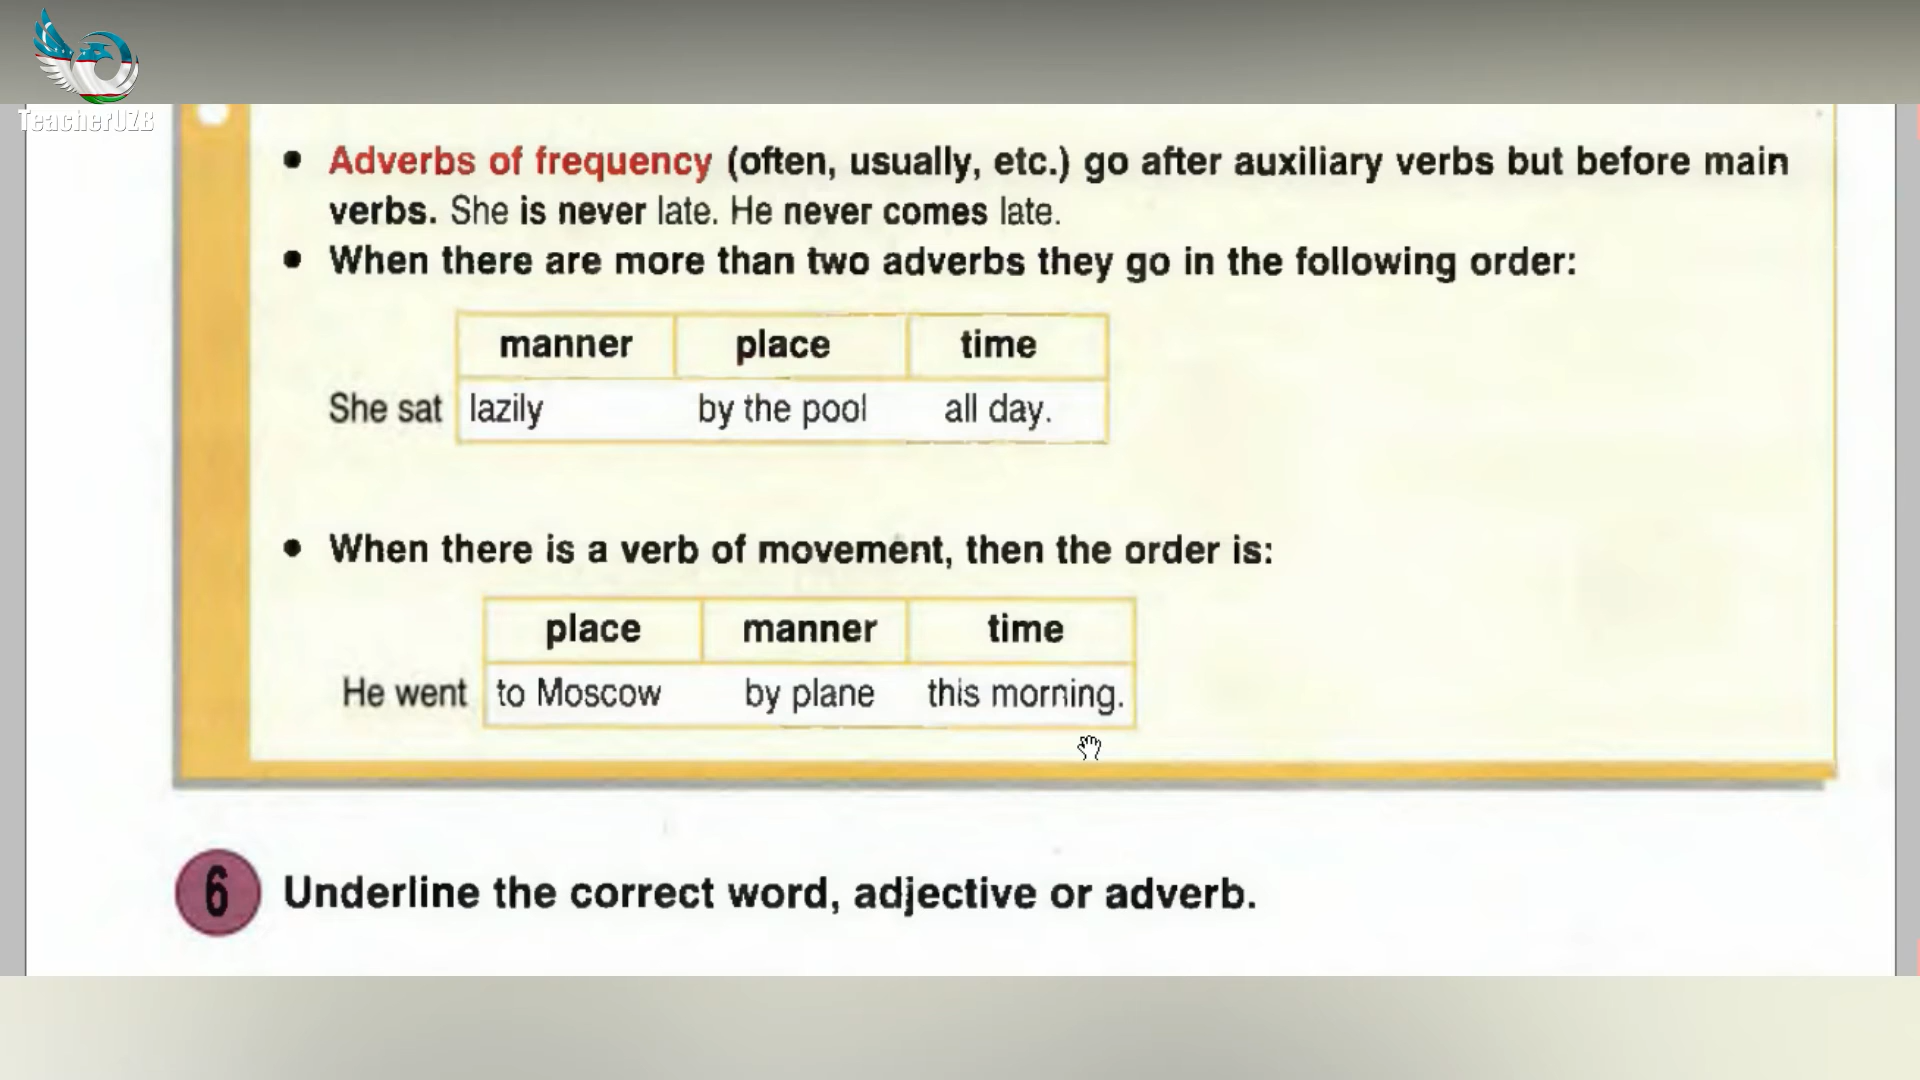 TeacherUZB
• Adverbs of frequency (often, usually, etc.) go after auxiliary verbs but before main
verbs. She is never late. He never comes late.
• When there are more than two adverbs they go in the following order:
manner place time
She sat lazily by the pool all day.
• When there is a verb of movement, then the order is:
place manner time
He went to Moscow by plane this morning.
6 Underline the correct word, adjective or adverb.